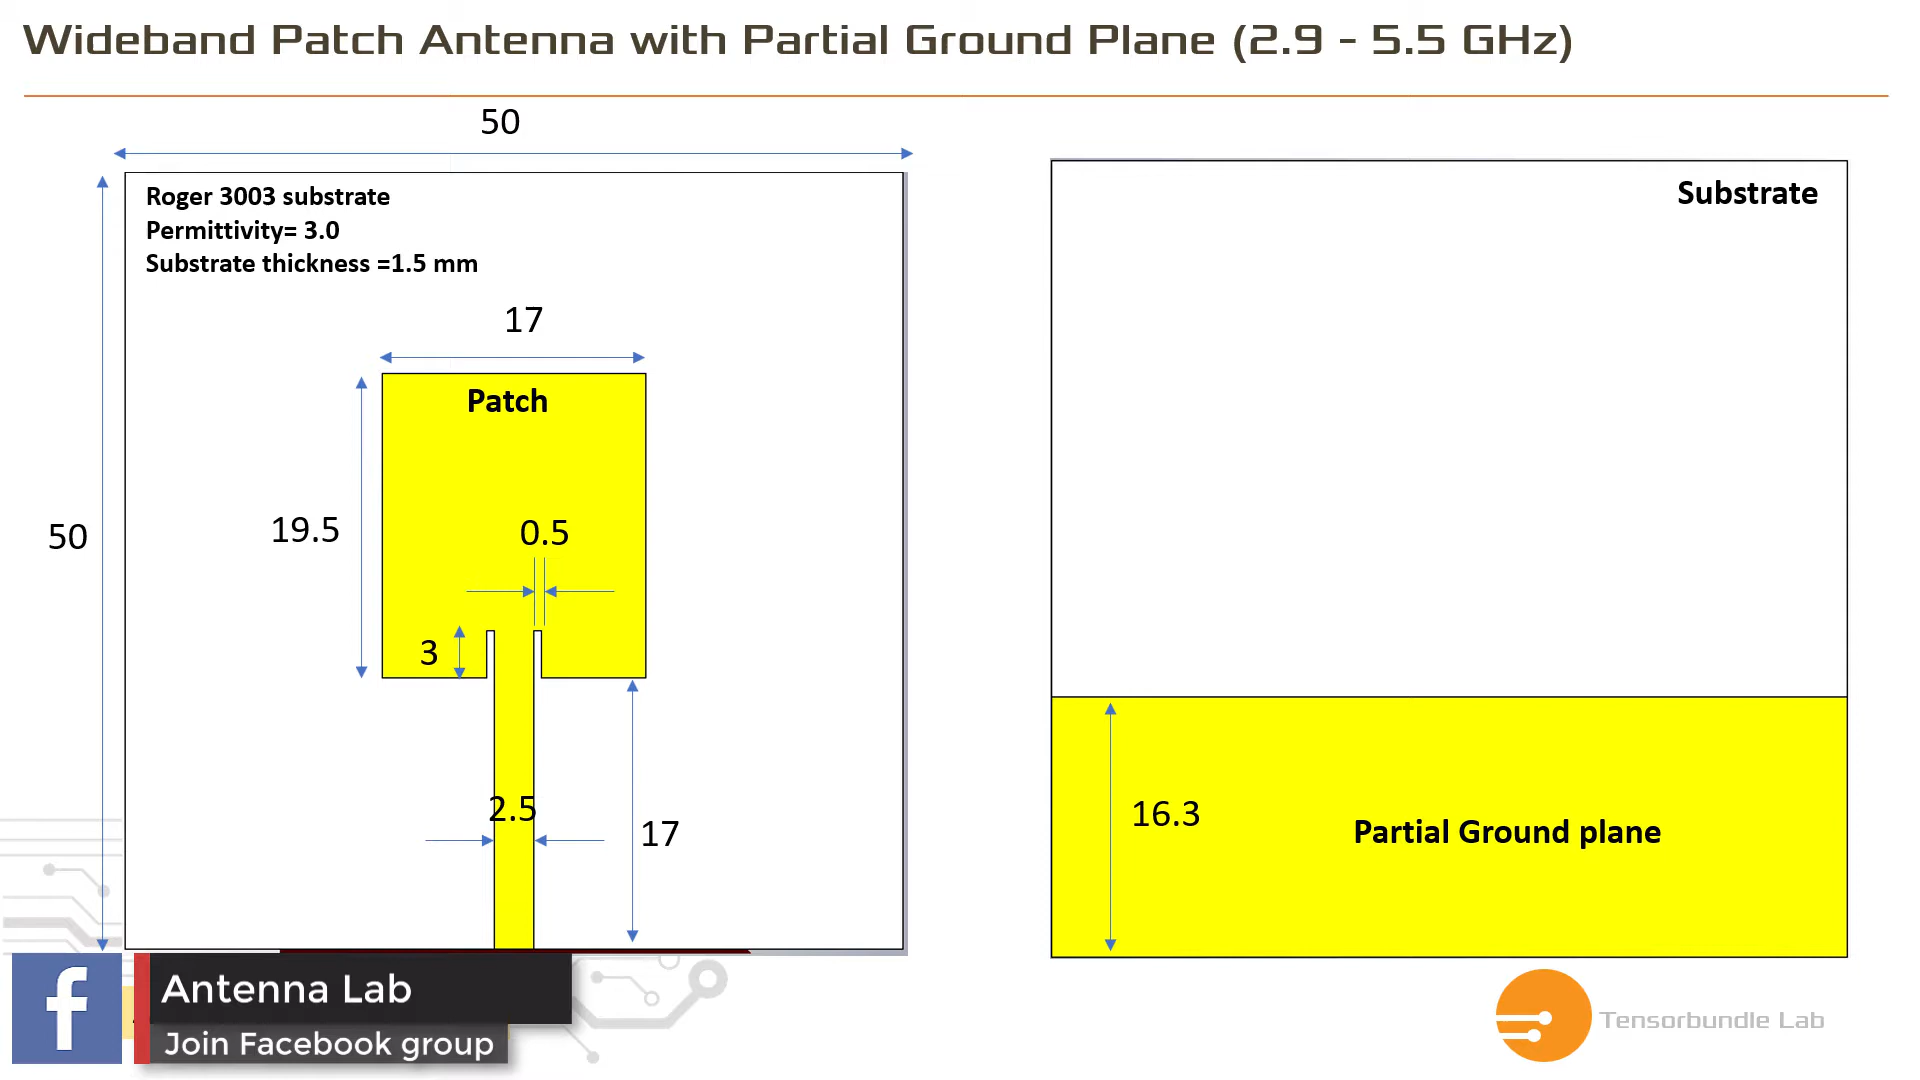 Wideband Patch Antenna with Partial Ground Plane (2.9 - 5.5 GHz)
50
Roger 3003 substrate
Permittivity= 3.0
Substrate thickness =1.5 mm
17
Patch
19.5
0.5
50
3
2.5
17
Substrate
16.3
Partial Ground plane
f
Antenna Lab
Join Facebook group
Tensorbundle Lab